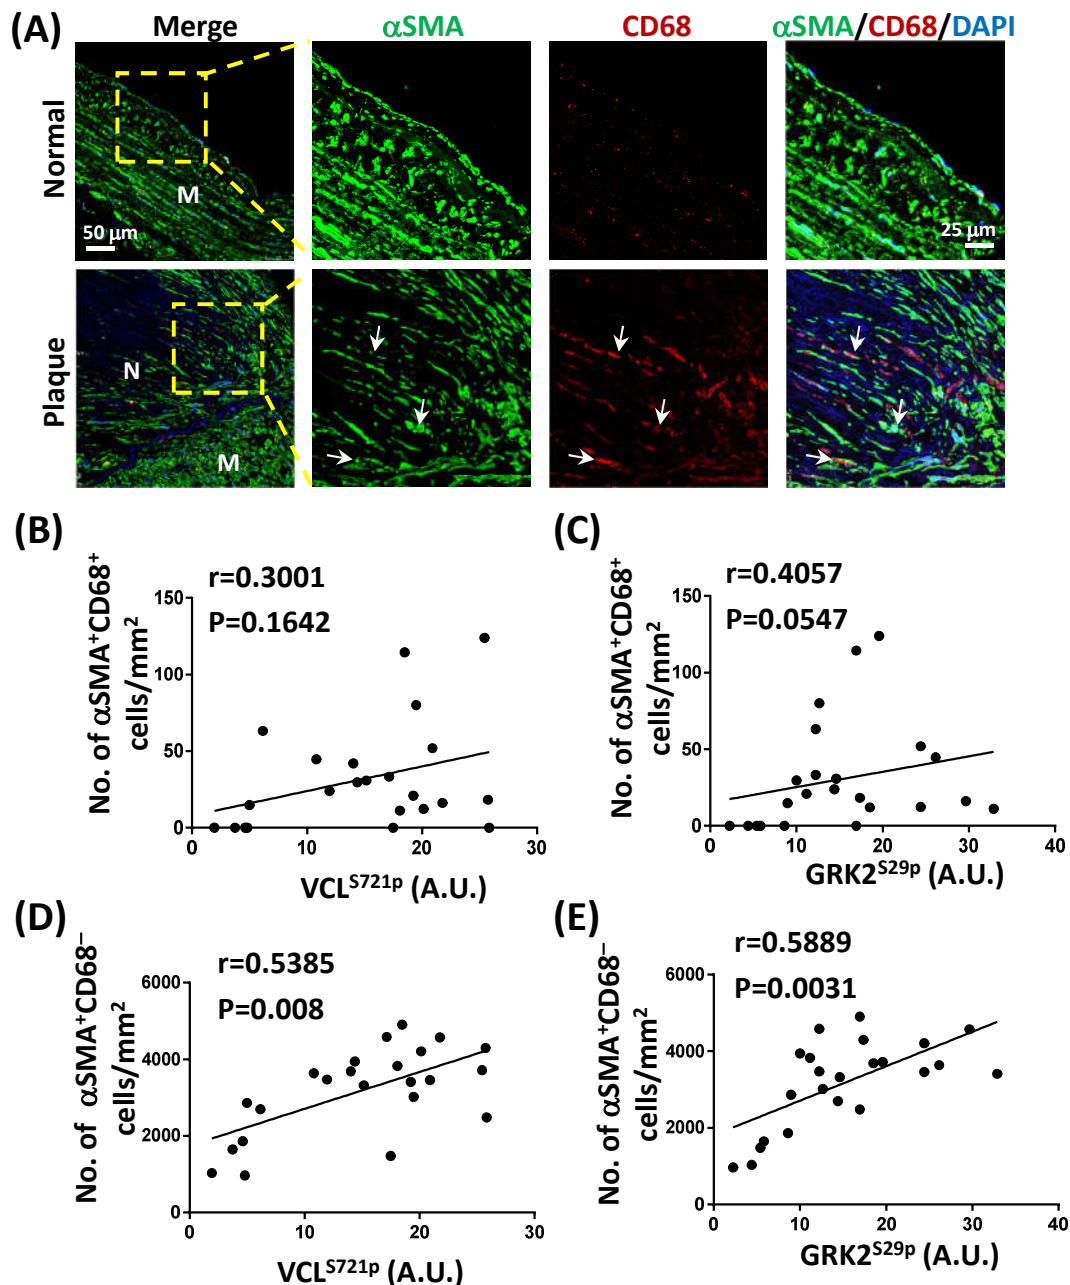 (A)
Merge
αSMA
CD68
αSMA/CD68/DAPI
Normal
M
50 μm
25 μm
Plaque
N
M
(B)
r=0.3001
P=0.1642
No. of αSMA⁺CD68⁺
cells/mm²
150
100
50
0
0 10 20 30
VCL^S721p (A.U.)
(C)
r=0.4057
P=0.0547
No. of αSMA⁺CD68⁺
cells/mm²
150
100
50
0
0 10 20 30 40
GRK2^S29p (A.U.)
(D)
r=0.5385
P=0.008
No. of αSMA⁺CD68⁻
cells/mm²
6000
4000
2000
0
0 10 20 30
VCL^S721p (A.U.)
(E)
r=0.5889
P=0.0031
No. of αSMA⁺CD68⁻
cells/mm²
6000
4000
2000
0
0 10 20 30 40
GRK2^S29p (A.U.)